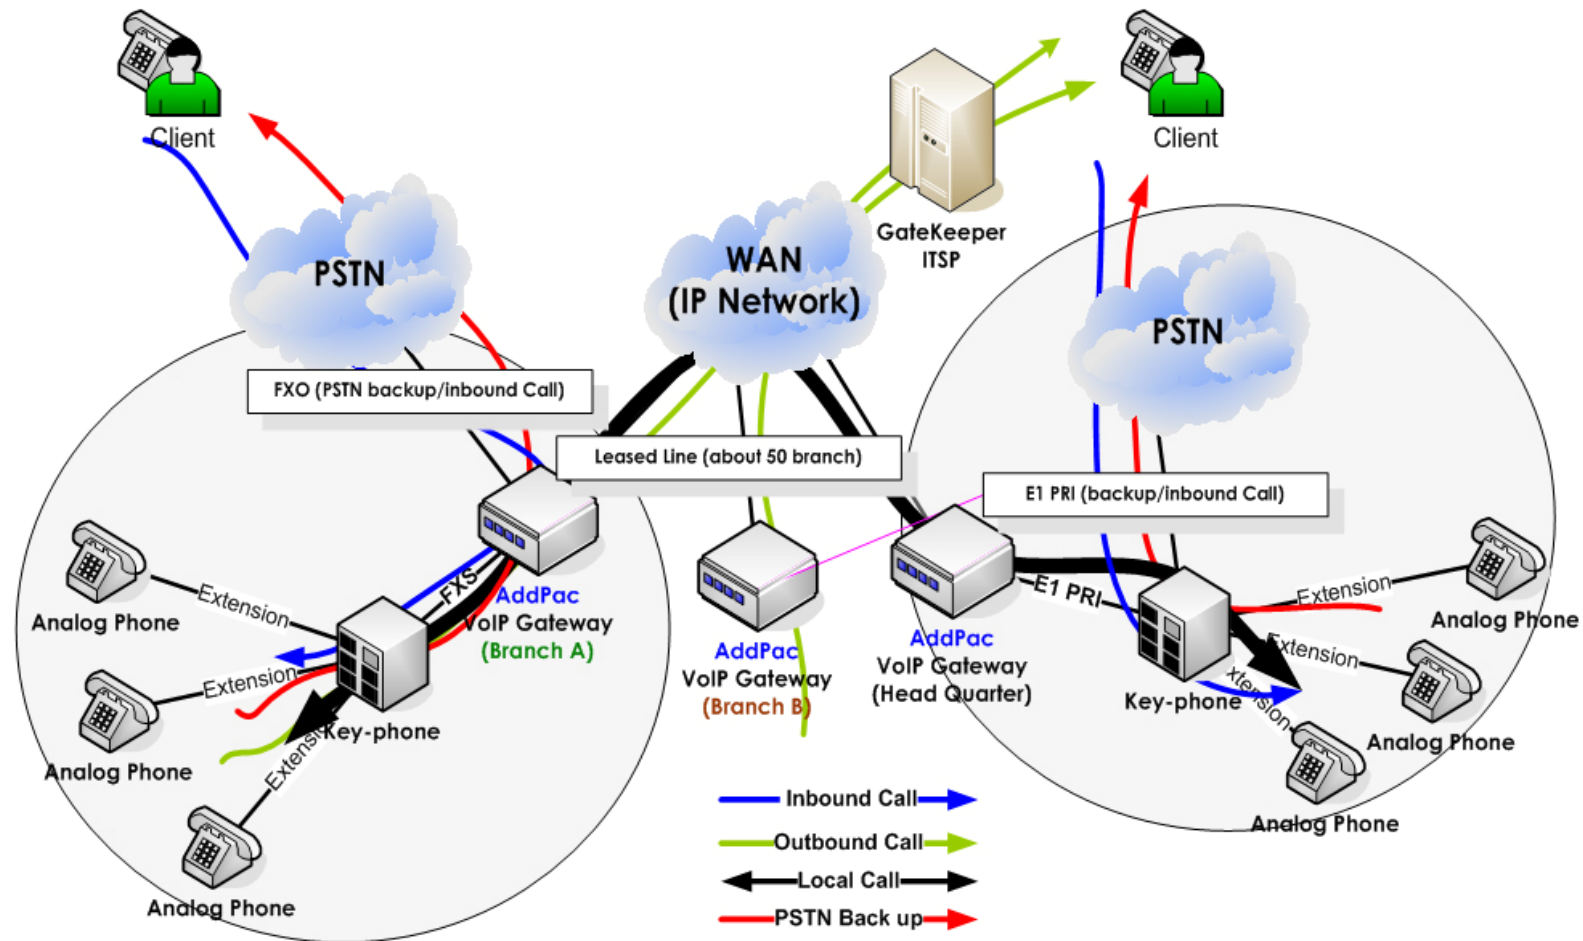 Client
Client
GateKeeper
ITSP
PSTN
WAN
(IP Network)
PSTN
FXO (PSTN backup/inbound Call)
Leased Line (about 50 branch)
E1 PRI (backup/inbound Call)
FXS
AddPac
VoIP Gateway
(Branch A)
AddPac
VoIP Gateway
(Branch B)
AddPac
VoIP Gateway
(Head Quarter)
E1 PRI
Extension
Analog Phone
Extension
Analog Phone
Extension
Analog Phone
Key-phone
Key-phone
Extension
Analog Phone
Extension
Analog Phone
Extension
Analog Phone
Inbound Call
Outbound Call
Local Call
PSTN Back up